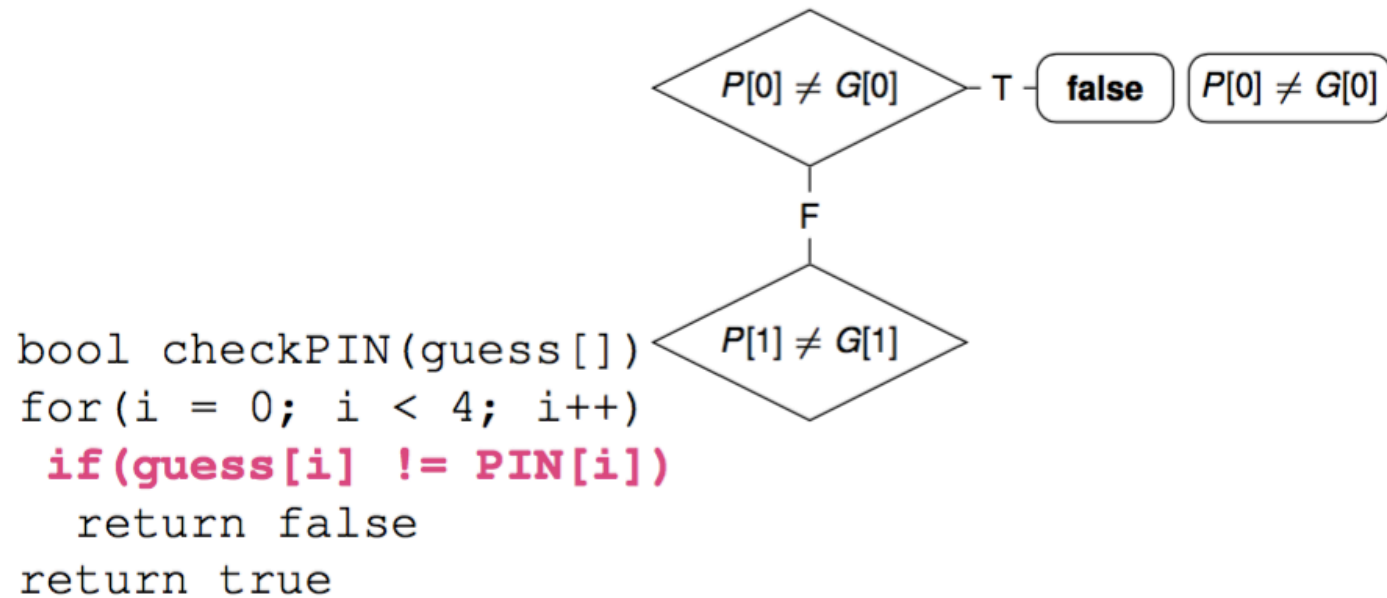 P[0] ≠ G[0] T false P[0] ≠ G[0]
F
P[1] ≠ G[1]
bool checkPIN(guess[])
for(i = 0; i < 4; i++)
if(guess[i] != PIN[i])
return false
return true